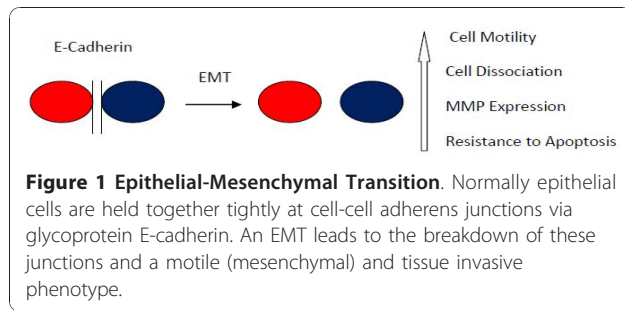 E-Cadherin
EMT
Cell Motility
Cell Dissociation
MMP Expression
Resistance to Apoptosis
Figure 1 Epithelial-Mesenchymal Transition. Normally epithelial
cells are held together tightly at cell-cell adherens junctions via
glycoprotein E-cadherin. An EMT leads to the breakdown of these
junctions and a motile (mesenchymal) and tissue invasive
phenotype.